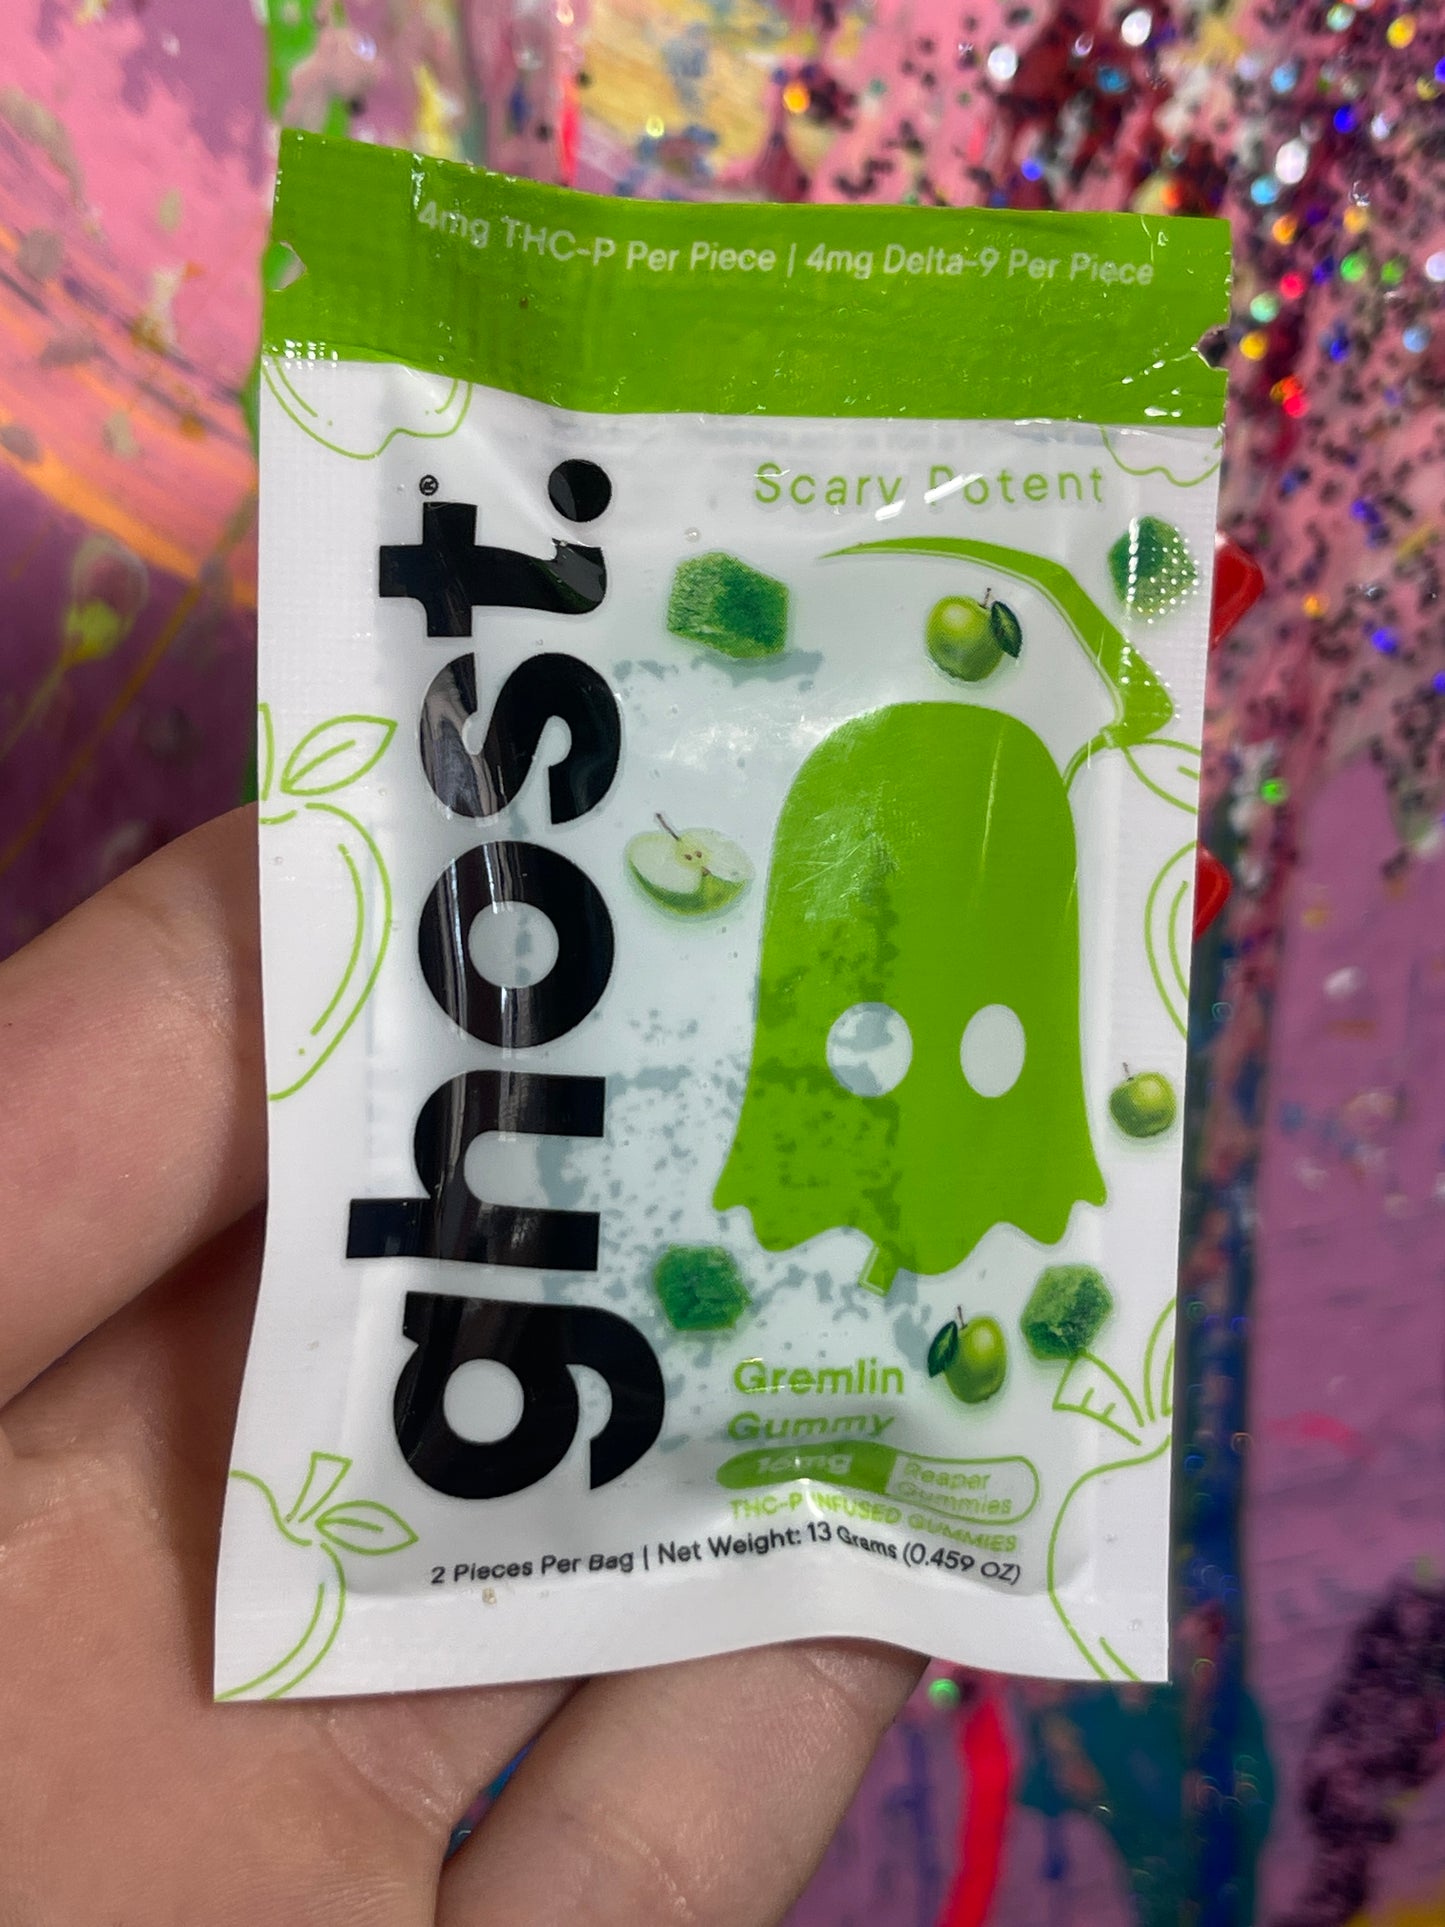 4mg THC-P Per Piece | 4mg Delta-9 Per Piece
Scary Potent
ghost.®
Gremlin
Gummy
16mg
Reaper
Gummies
THC-P INFUSED GUMMIES
2 Pieces Per Bag | Net Weight: 13 Grams (0.459 OZ)